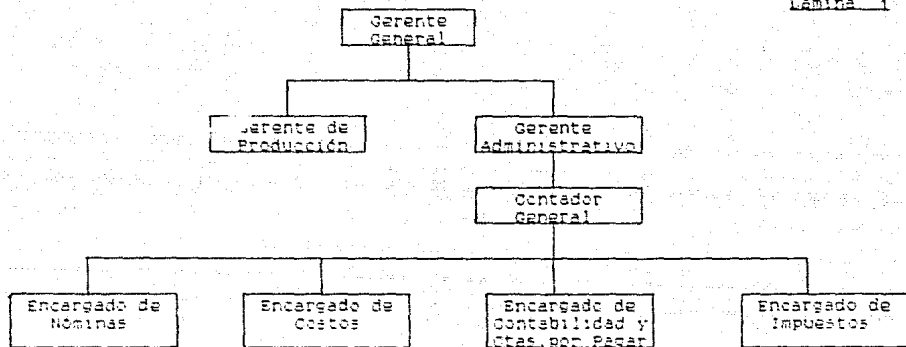 Lámina 1
Gerente
General
Gerente de
Producción
Gerente
Administrativo
Contador
General
Encargado de
Nóminas
Encargado de
Costos
Encargado de
Contabilidad y
Ctas.por Pagar
Encargado de
Impuestos